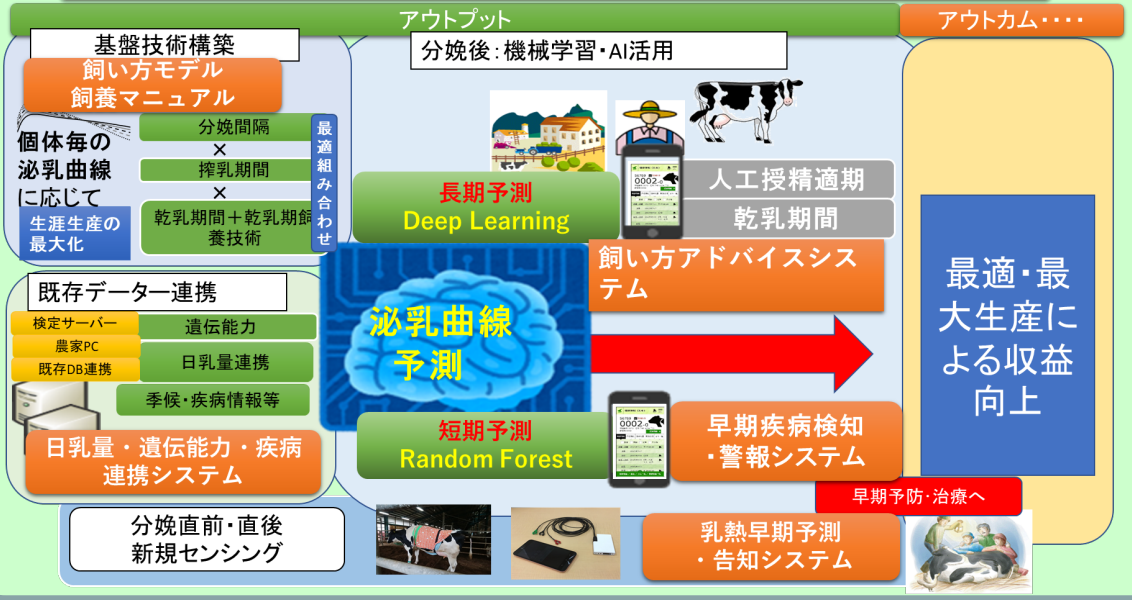 アウトプット
アウトカム・・・・
基盤技術構築
飼い方モデル
飼養マニュアル
個体毎の
泌乳曲線
に応じて
生涯生産の
最大化
分娩間隔
×
搾乳期間
×
乾乳期間＋乾乳期飼
養技術
最適組み合わせ
既存データー連携
検定サーバー
農家PC
既存DB連携
遺伝能力
日乳量連携
季候・疾病情報等
日乳量・遺伝能力・疾病
連携システム
分娩後：機械学習・AI活用
長期予測
Deep Learning
0002-0
人工授精適期
乾乳期間
飼い方アドバイスシス
テム
泌乳曲線
予測
短期予測
Random Forest
0002-0
早期疾病検知
・警報システム
早期予防・治療へ
分娩直前・直後
新規センシング
乳熱早期予測
・告知システム
最適・最
大生産に
よる収益
向上